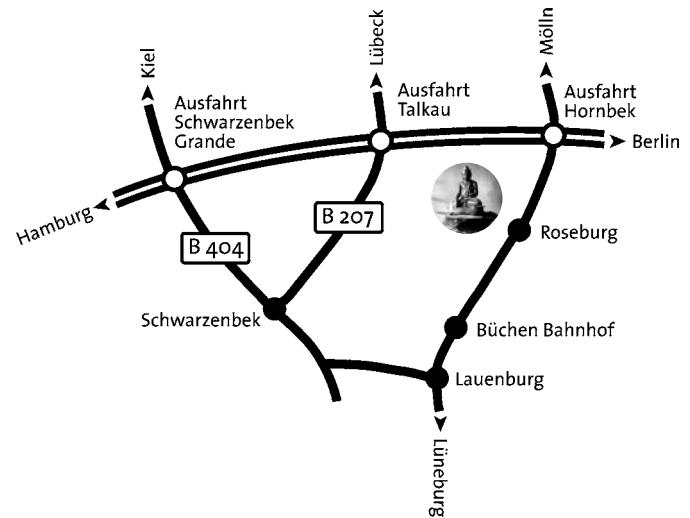 Kiel
Lübeck
Mölln
Ausfahrt
Schwarzenbek
Grande
Ausfahrt
Talkau
Ausfahrt
Hornbek
Berlin
Hamburg
B 404
B 207
Roseburg
Schwarzenbek
Büchen Bahnhof
Lauenburg
Lüneburg